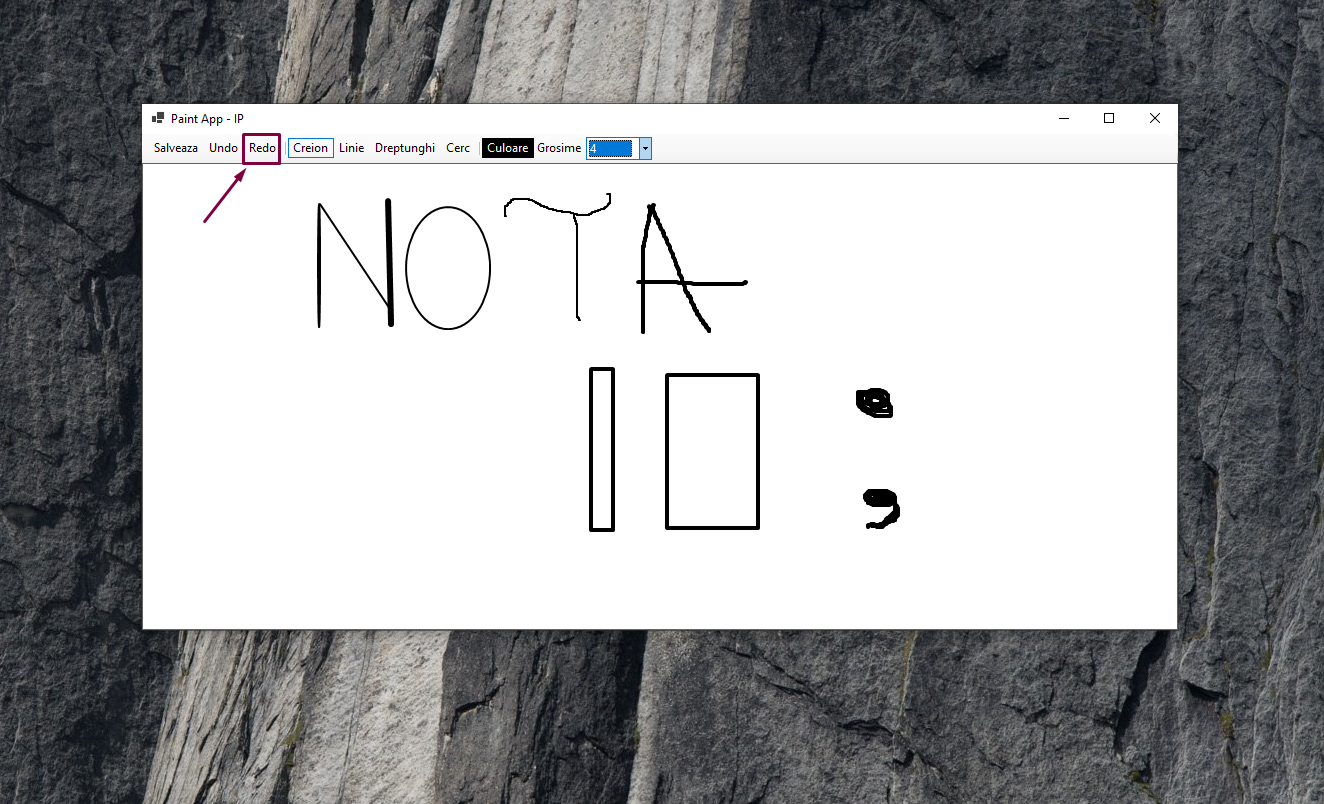 Paint App - IP
Salveaza Undo Redo Creion Linie Dreptunghi Cerc Culoare Grosime 4
NOTA
10